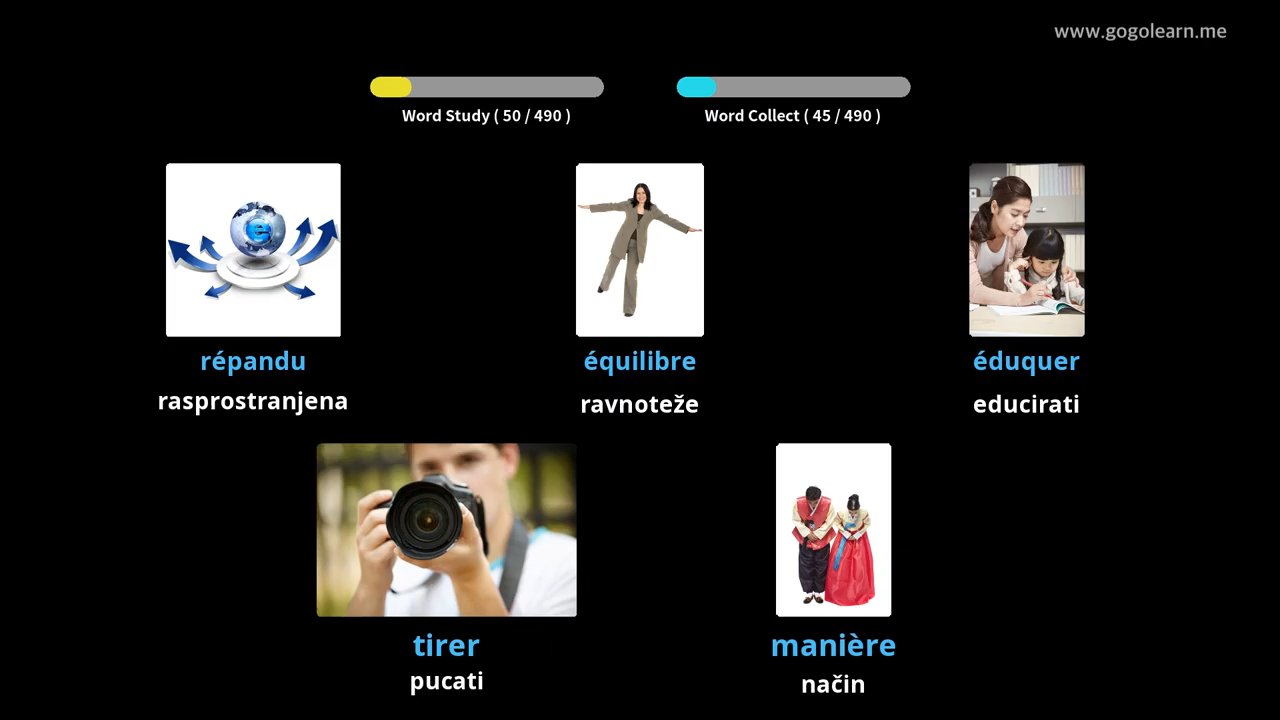 www.gogolearn.me
Word Study ( 50 / 490 )
Word Collect ( 45 / 490 )
e
répandu
équilibre
éduquer
rasprostranjena
ravnoteže
educirati
tirer
manière
pucati
način